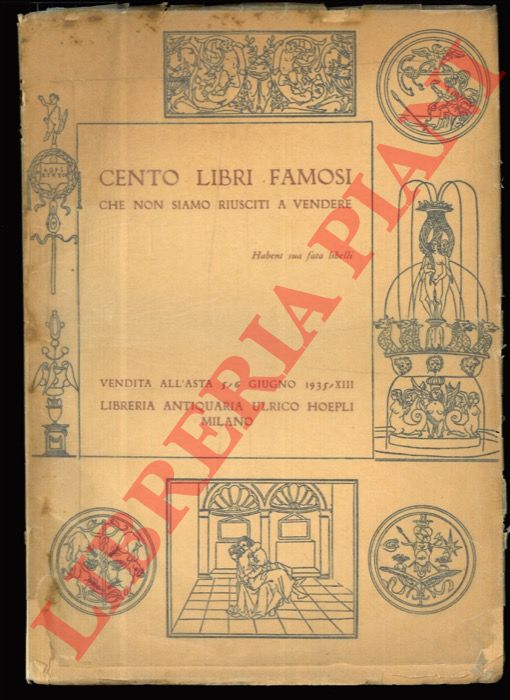 CENTO LIBRI FAMOSI
CHE NON SIAMO RIUSCITI A VENDERE
Habent sua fata libelli
VENDITA ALL'ASTA 5-6 GIUGNO 1935-XIII
LIBRERIA ANTIQUARIA ULRICO HOEPLI
MILANO
LIBRERIA PIANI